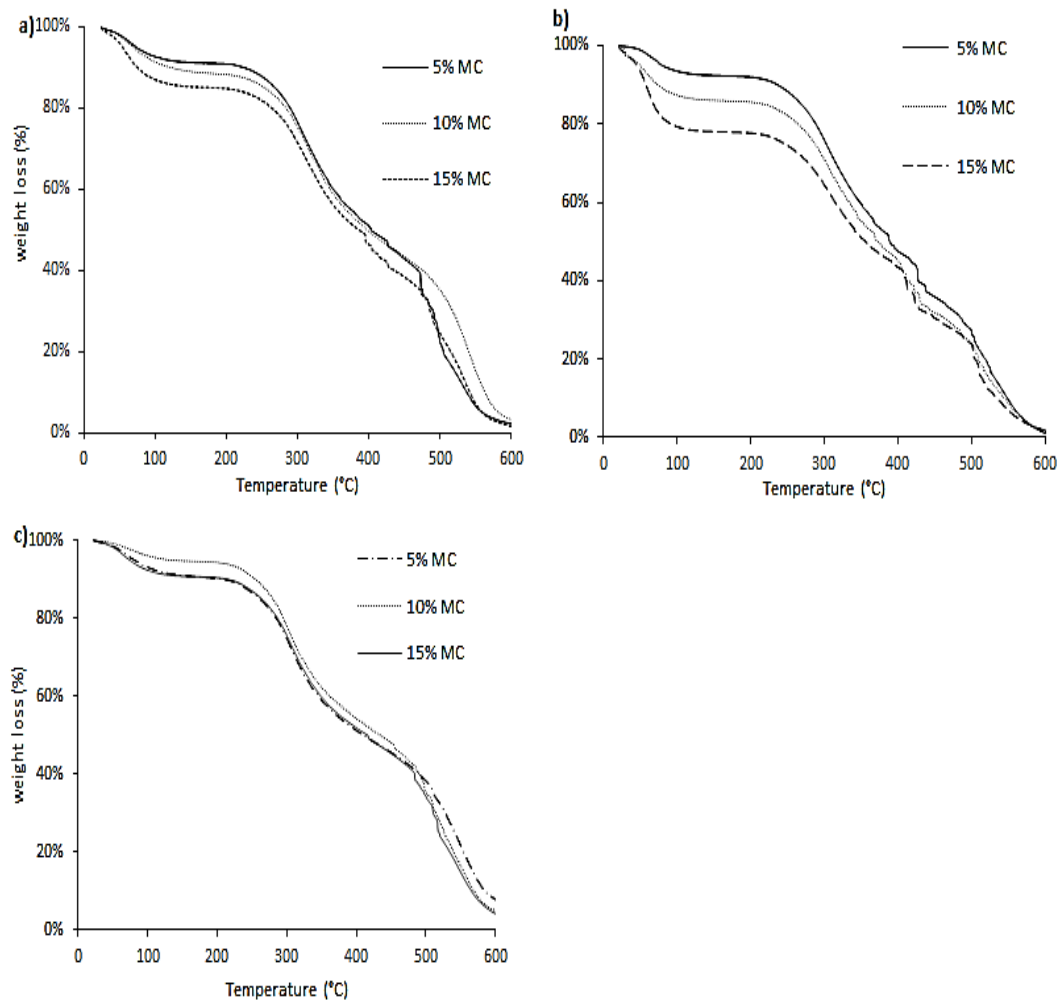 a)
100%
80%
60%
40%
20%
0%
weight loss (%)
0 100 200 300 400 500 600
Temperature (°C)
5% MC
10% MC
15% MC
b)
100%
80%
60%
40%
20%
0%
0 100 200 300 400 500 600
Temperature (°C)
5% MC
10% MC
15% MC
c)
100%
80%
60%
40%
20%
0%
weight loss (%)
0 100 200 300 400 500 600
Temperature (°C)
5% MC
10% MC
15% MC